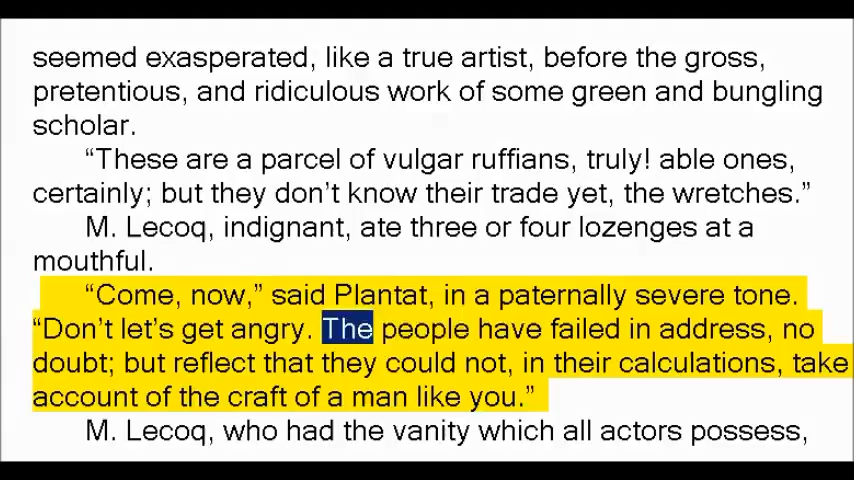 seemed exasperated, like a true artist, before the gross,
pretentious, and ridiculous work of some green and bungling
scholar.
“These are a parcel of vulgar ruffians, truly! able ones,
certainly; but they don’t know their trade yet, the wretches.”
M. Lecoq, indignant, ate three or four lozenges at a
mouthful.
“Come, now,” said Plantat, in a paternally severe tone.
“Don’t let’s get angry. The people have failed in address, no
doubt; but reflect that they could not, in their calculations, take
account of the craft of a man like you.”
M. Lecoq, who had the vanity which all actors possess,